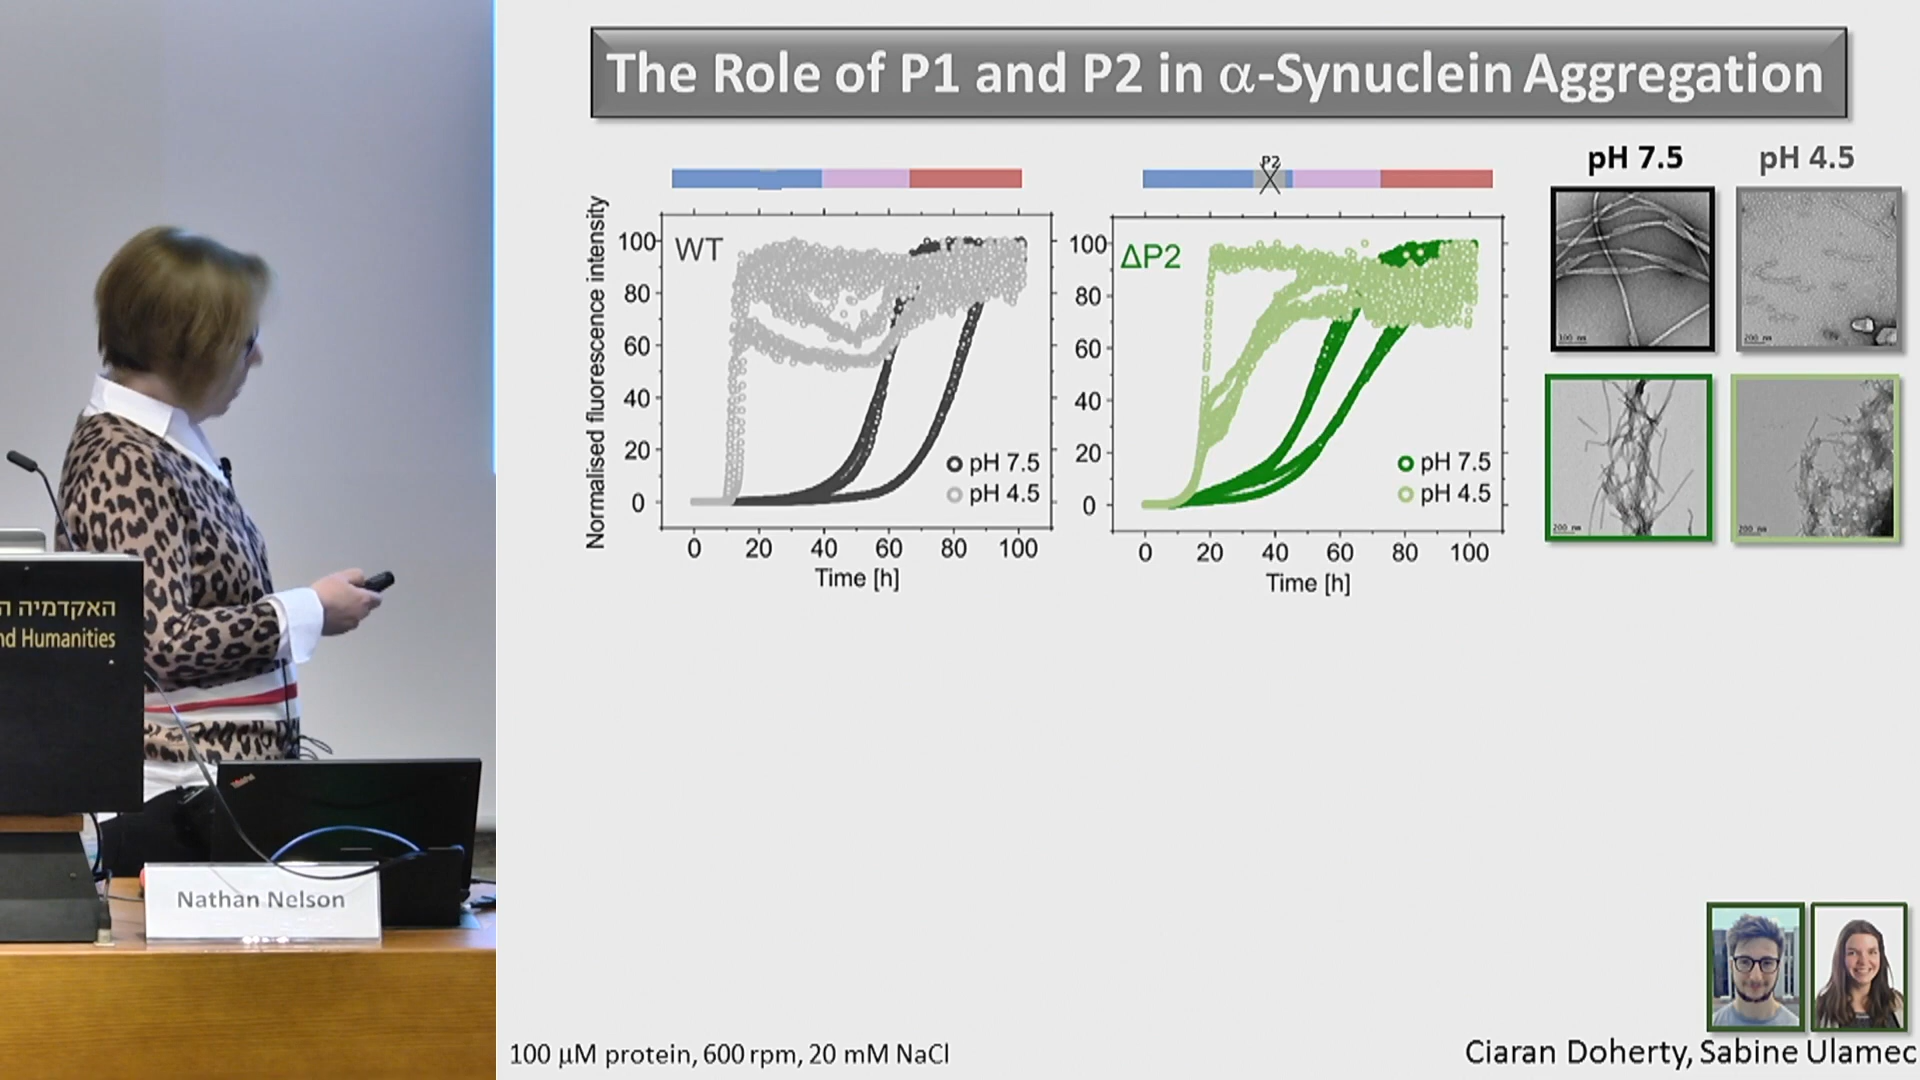 The Role of P1 and P2 in α-Synuclein Aggregation
pH 7.5
pH 4.5
P2
Normalised fluorescence intensity
WT
100
80
60
40
20
0
pH 7.5
pH 4.5
0 20 40 60 80 100
Time [h]
ΔP2
100
80
60
40
20
0
pH 7.5
pH 4.5
0 20 40 60 80 100
Time [h]
100 nm
200 nm
200 nm
200 nm
האקדמיה ה
nd Humanities
ThinkPad
Nathan Nelson
100 μM protein, 600 rpm, 20 mM NaCl
Ciaran Doherty, Sabine Ulamec